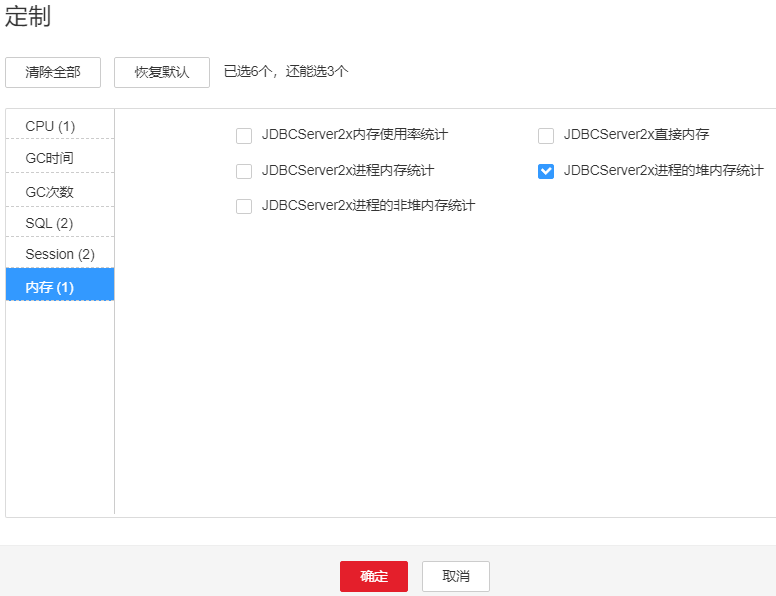 定制
清除全部 恢复默认 已选6个，还能选3个
CPU (1)
GC时间
GC次数
SQL (2)
Session (2)
内存 (1)
JDBCServer2x内存使用率统计 JDBCServer2x直接内存
JDBCServer2x进程内存统计 JDBCServer2x进程的堆内存统计
JDBCServer2x进程的非堆内存统计
确定 取消